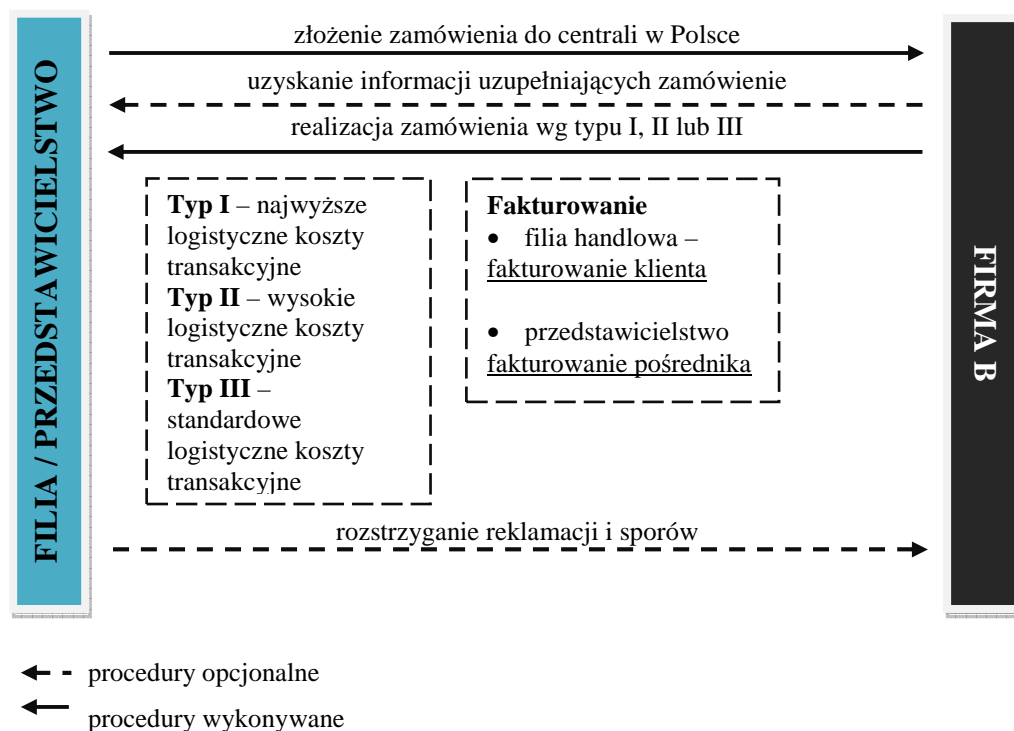 złożenie zamówienia do centrali w Polsce
uzyskanie informacji uzupełniających zamówienie
realizacja zamówienia wg typu I, II lub III
FILIA / PRZEDSTAWICIELSTWO
Typ I – najwyższe
logistyczne koszty
transakcyjne
Typ II – wysokie
logistyczne koszty
transakcyjne
Typ III –
standardowe
logistyczne koszty
transakcyjne
Fakturowanie
• filia handlowa –
fakturowanie klienta
• przedstawicielstwo
fakturowanie pośrednika
FIRMA B
rozstrzyganie reklamacji i sporów
procedury opcjonalne
procedury wykonywane